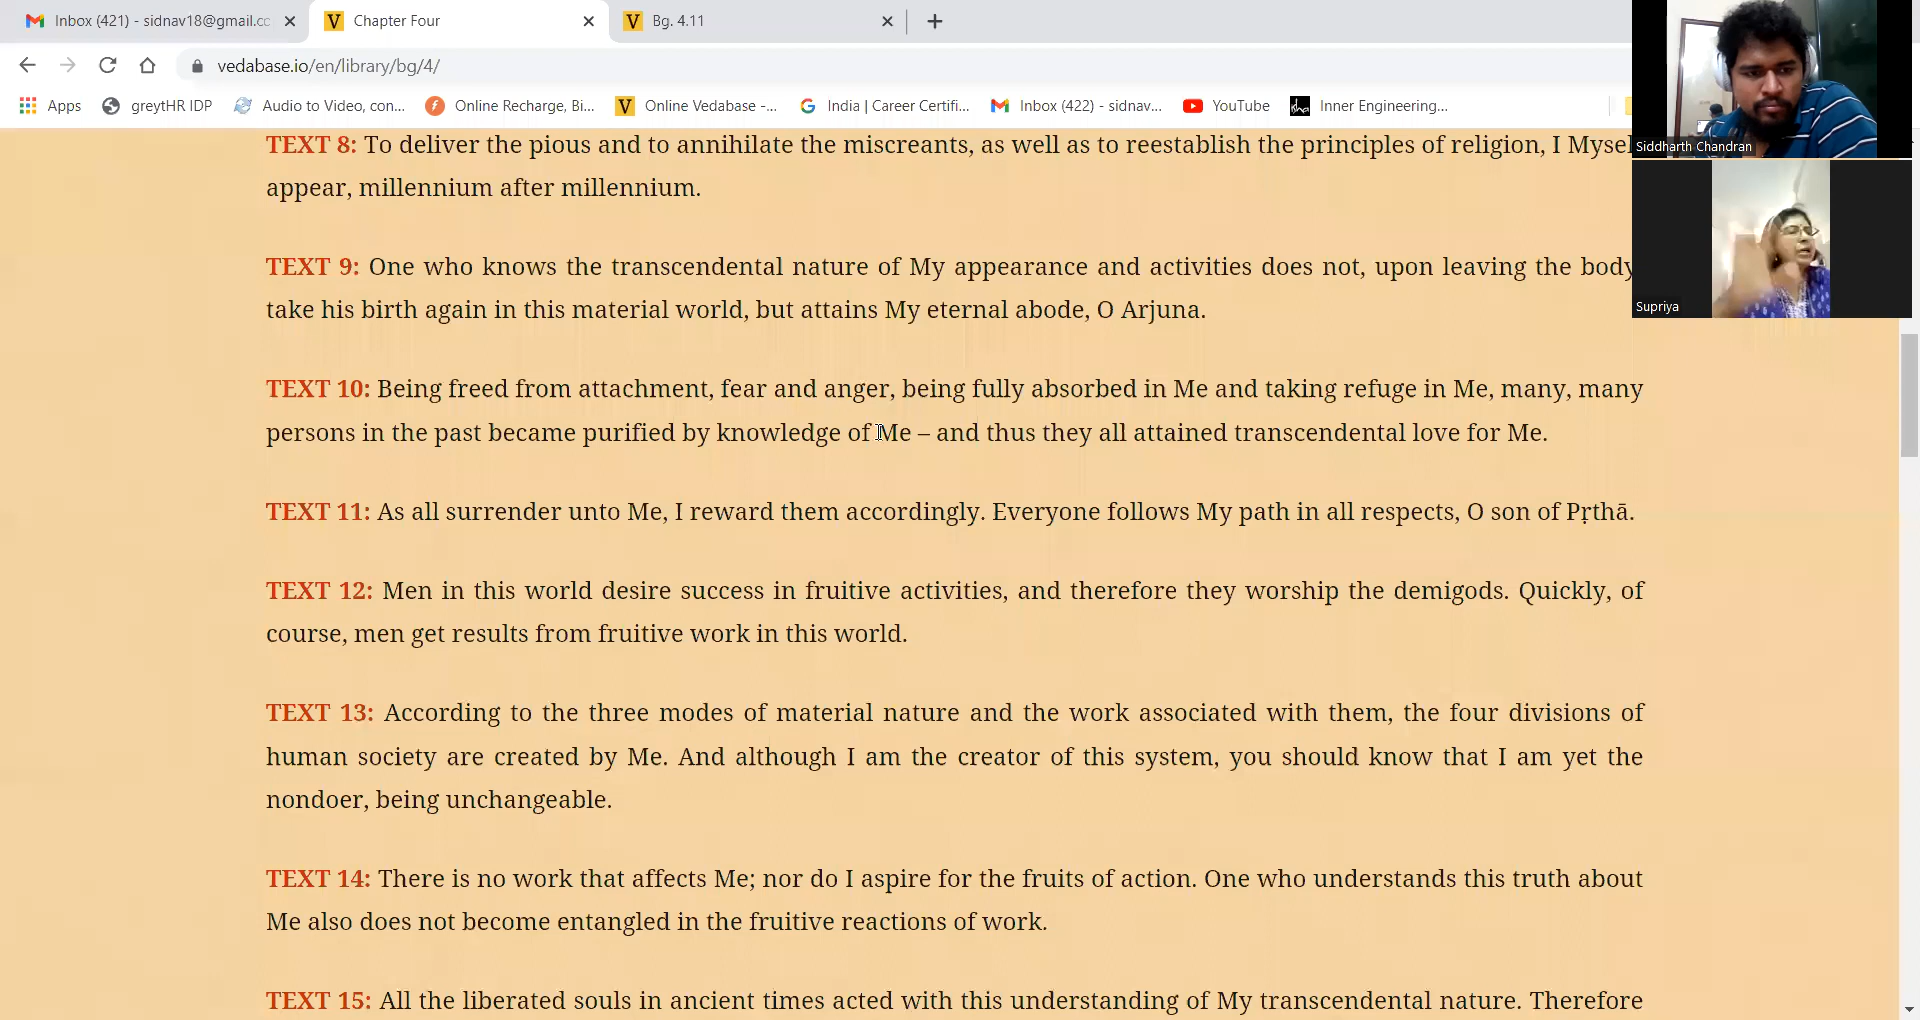 Inbox (421) - sidnav18@gmail.cc
Chapter Four
Bg. 4.11
vedabase.io/en/library/bg/4/
Apps
greytHR IDP
Audio to Video, con...
Online Recharge, Bi...
Online Vedabase -...
India | Career Certifi...
Inbox (422) - sidnav...
YouTube
Inner Engineering...
Siddharth Chandran
Supriya
TEXT 8: To deliver the pious and to annihilate the miscreants, as well as to reestablish the principles of religion, I Mysel
appear, millennium after millennium.
TEXT 9: One who knows the transcendental nature of My appearance and activities does not, upon leaving the body
take his birth again in this material world, but attains My eternal abode, O Arjuna.
TEXT 10: Being freed from attachment, fear and anger, being fully absorbed in Me and taking refuge in Me, many, many
persons in the past became purified by knowledge of Me – and thus they all attained transcendental love for Me.
TEXT 11: As all surrender unto Me, I reward them accordingly. Everyone follows My path in all respects, O son of Pṛthā.
TEXT 12: Men in this world desire success in fruitive activities, and therefore they worship the demigods. Quickly, of
course, men get results from fruitive work in this world.
TEXT 13: According to the three modes of material nature and the work associated with them, the four divisions of
human society are created by Me. And although I am the creator of this system, you should know that I am yet the
nondoer, being unchangeable.
TEXT 14: There is no work that affects Me; nor do I aspire for the fruits of action. One who understands this truth about
Me also does not become entangled in the fruitive reactions of work.
TEXT 15: All the liberated souls in ancient times acted with this understanding of My transcendental nature. Therefore